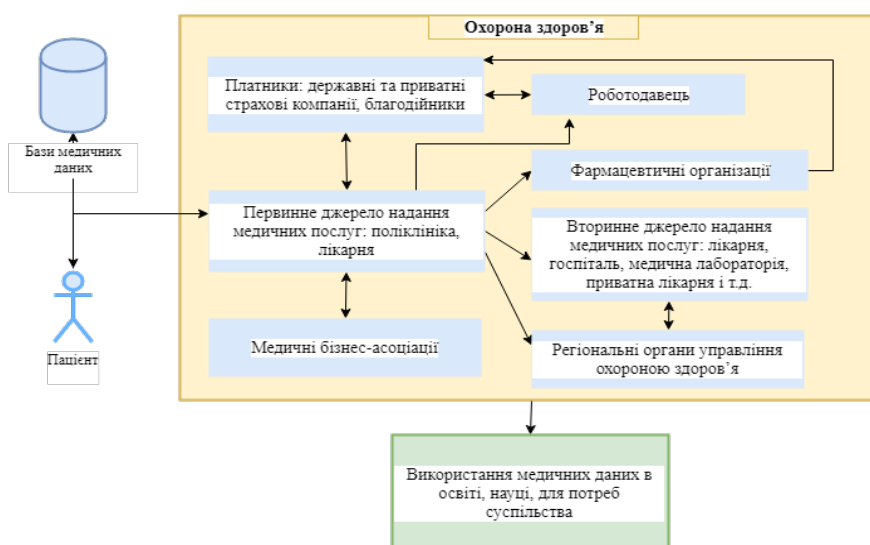 Охорона здоров’я
Платники: державні та приватні
страхові компанії, благодійники
Роботодавець
Бази медичних
даних
Фармацевтичні організації
Первинне джерело надання
медичних послуг: поліклініка,
лікарня
Вторинне джерело надання
медичних послуг: лікарня,
госпіталь, медична лабораторія,
приватна лікарня і т.д.
Медичні бізнес-асоціації
Регіональні органи управління
охороною здоров’я
Пацієнт
Використання медичних даних в
освіті, науці, для потреб
суспільства